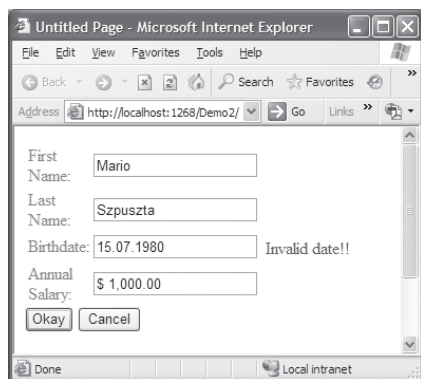 Untitled Page - Microsoft Internet Explorer
File Edit View Favorites Tools Help
Back Search Favorites »
Address http://localhost:1268/Demo2/ Go Links »
First
Name:
Mario
Last
Name:
Szpuszta
Birthdate: 15.07.1980 Invalid date!!
Annual
Salary:
$ 1,000.00
Okay Cancel
Done Local intranet